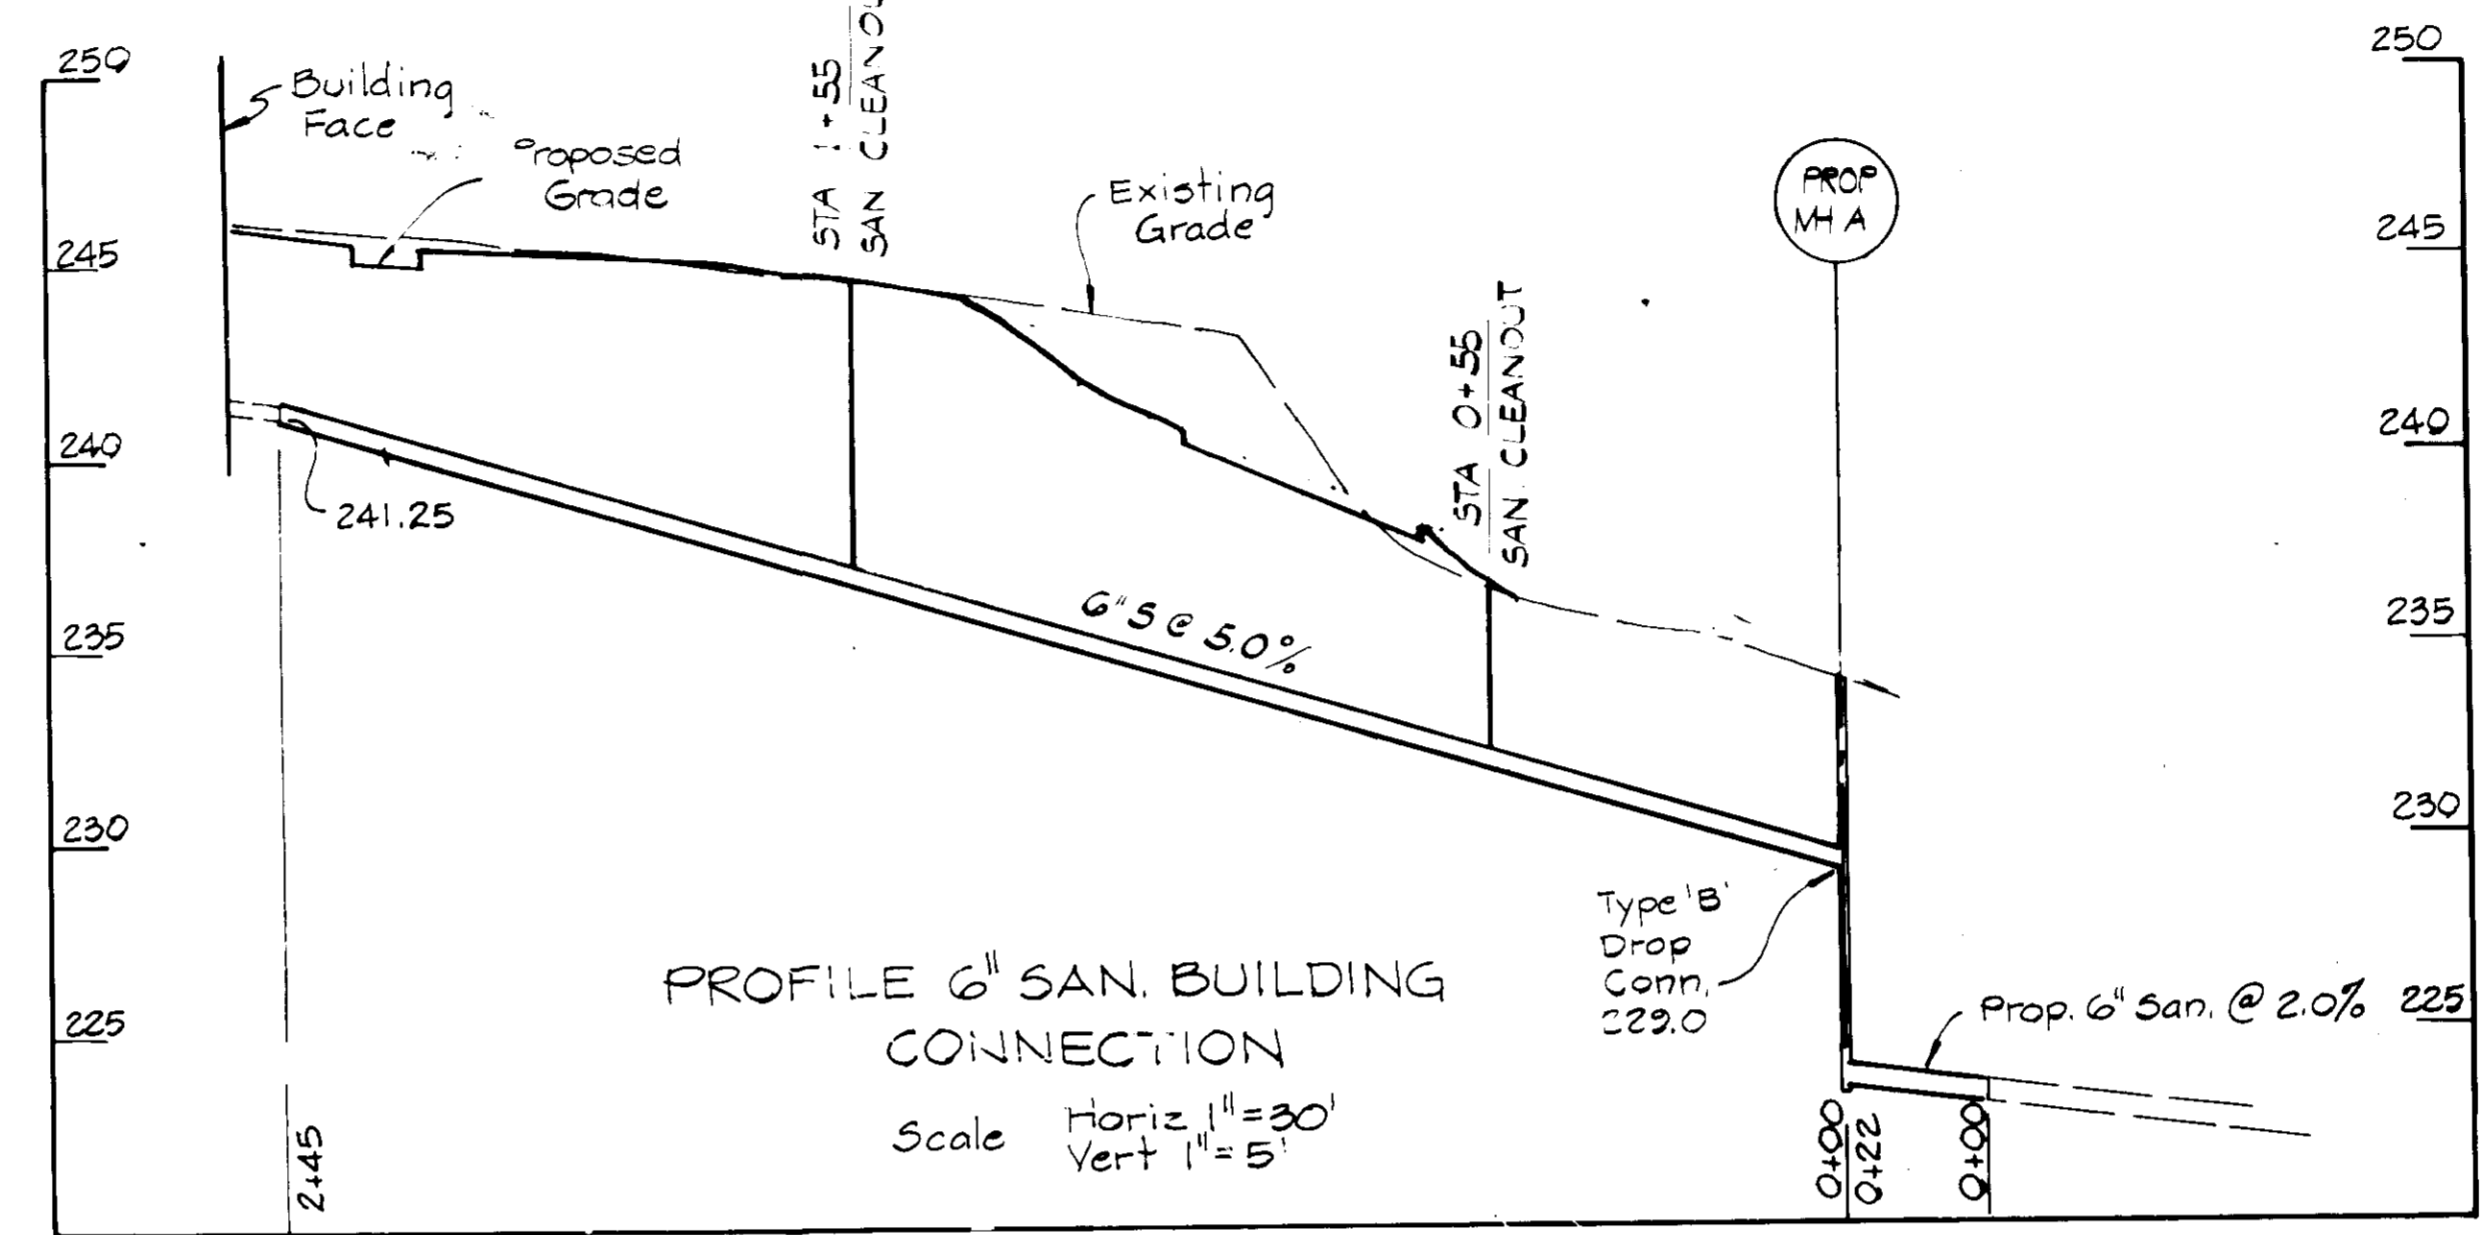 250
245
240
235
230
225
Building
Face
Proposed
Grade
STA 1+55
SAN CLEANOU
Existing
Grade
PROP
MH A
STA 0+55
SAN. CLEANOUT
241.25
6" S @ 5.0%
Type 'B'
Drop
Conn.
229.0
Prop. 6" San. @ 2.0%
PROFILE 6" SAN. BUILDING
CONNECTION
Scale Horiz 1"=30'
Vert 1"=5'
2+45
0+00
0+22
0+00
250
245
240
235
230
225